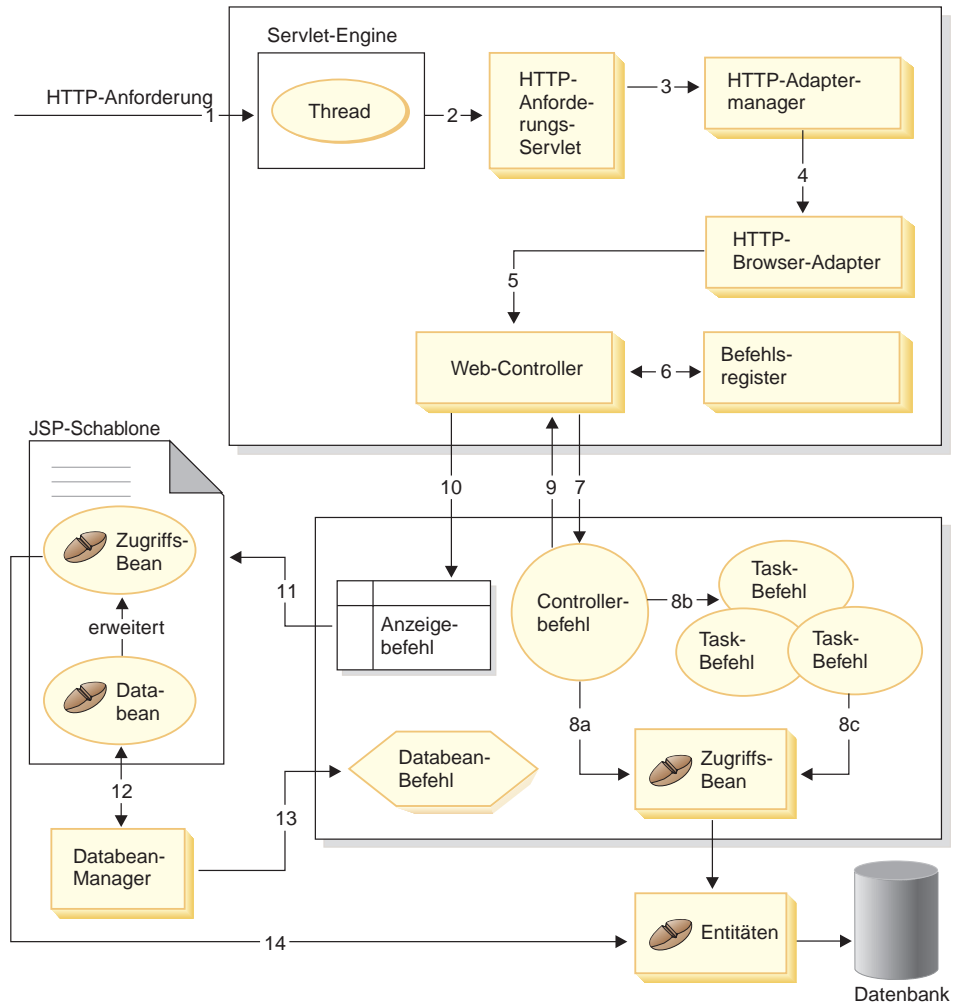 Servlet-Engine
HTTP-Anforderung
1
Thread
2
HTTP-
Anforde-
rungs-
Servlet
3
HTTP-Adapter-
manager
4
HTTP-
Browser-Adapter
5
Web-Controller
6
Befehls-
register
JSP-Schablone
10
9
7
Zugriffs-
Bean
erweitert
Data-
bean
11
Anzeige-
befehl
Controller-
befehl
8b
Task-
Befehl
Task-
Befehl
Task-
Befehl
8a
8c
Databean-
Befehl
Zugriffs-
Bean
12
13
Databean-
Manager
14
Entitäten
Datenbank